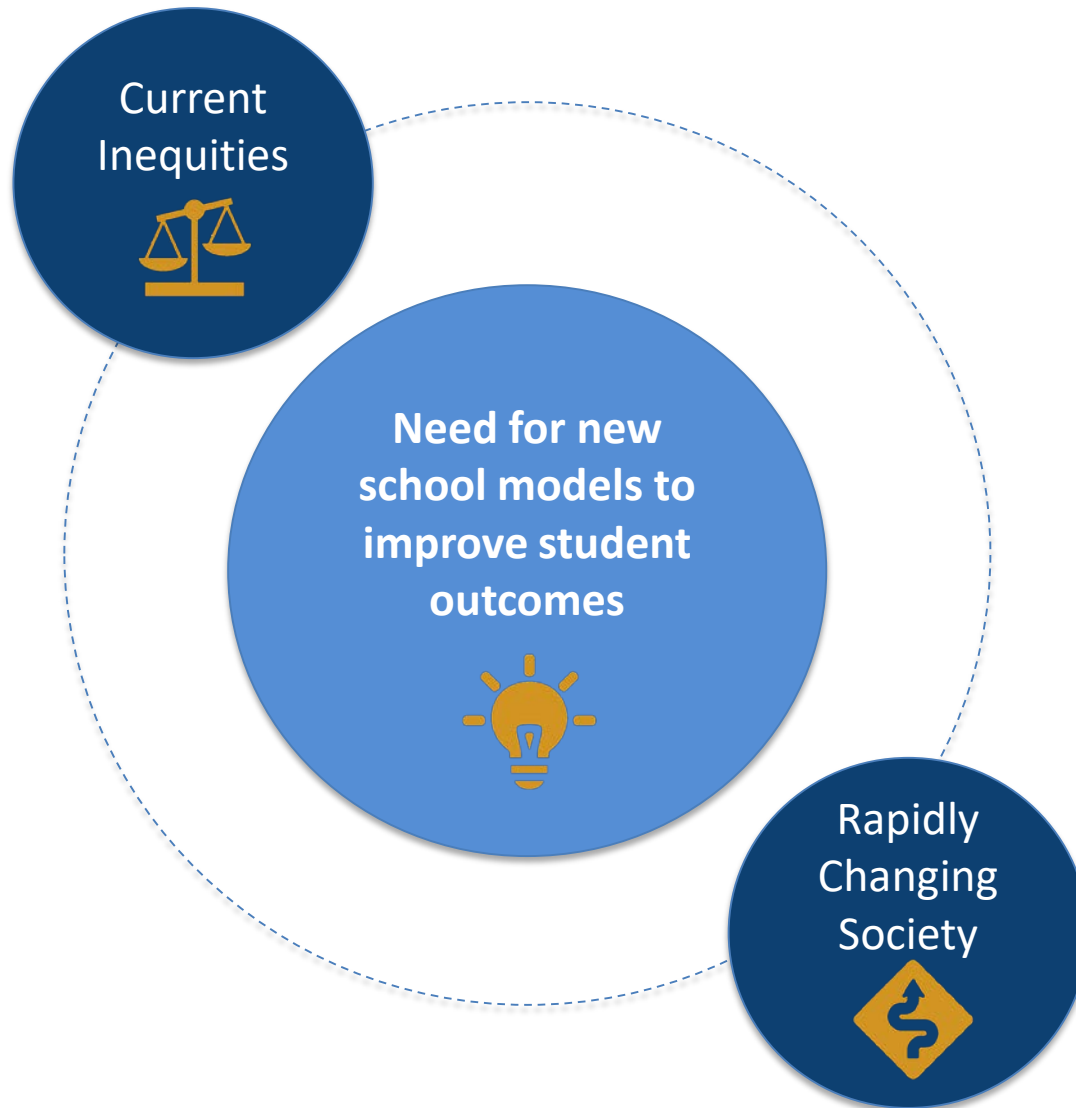 Current
Inequities
Need for new
school models to
improve student
outcomes
Rapidly
Changing
Society